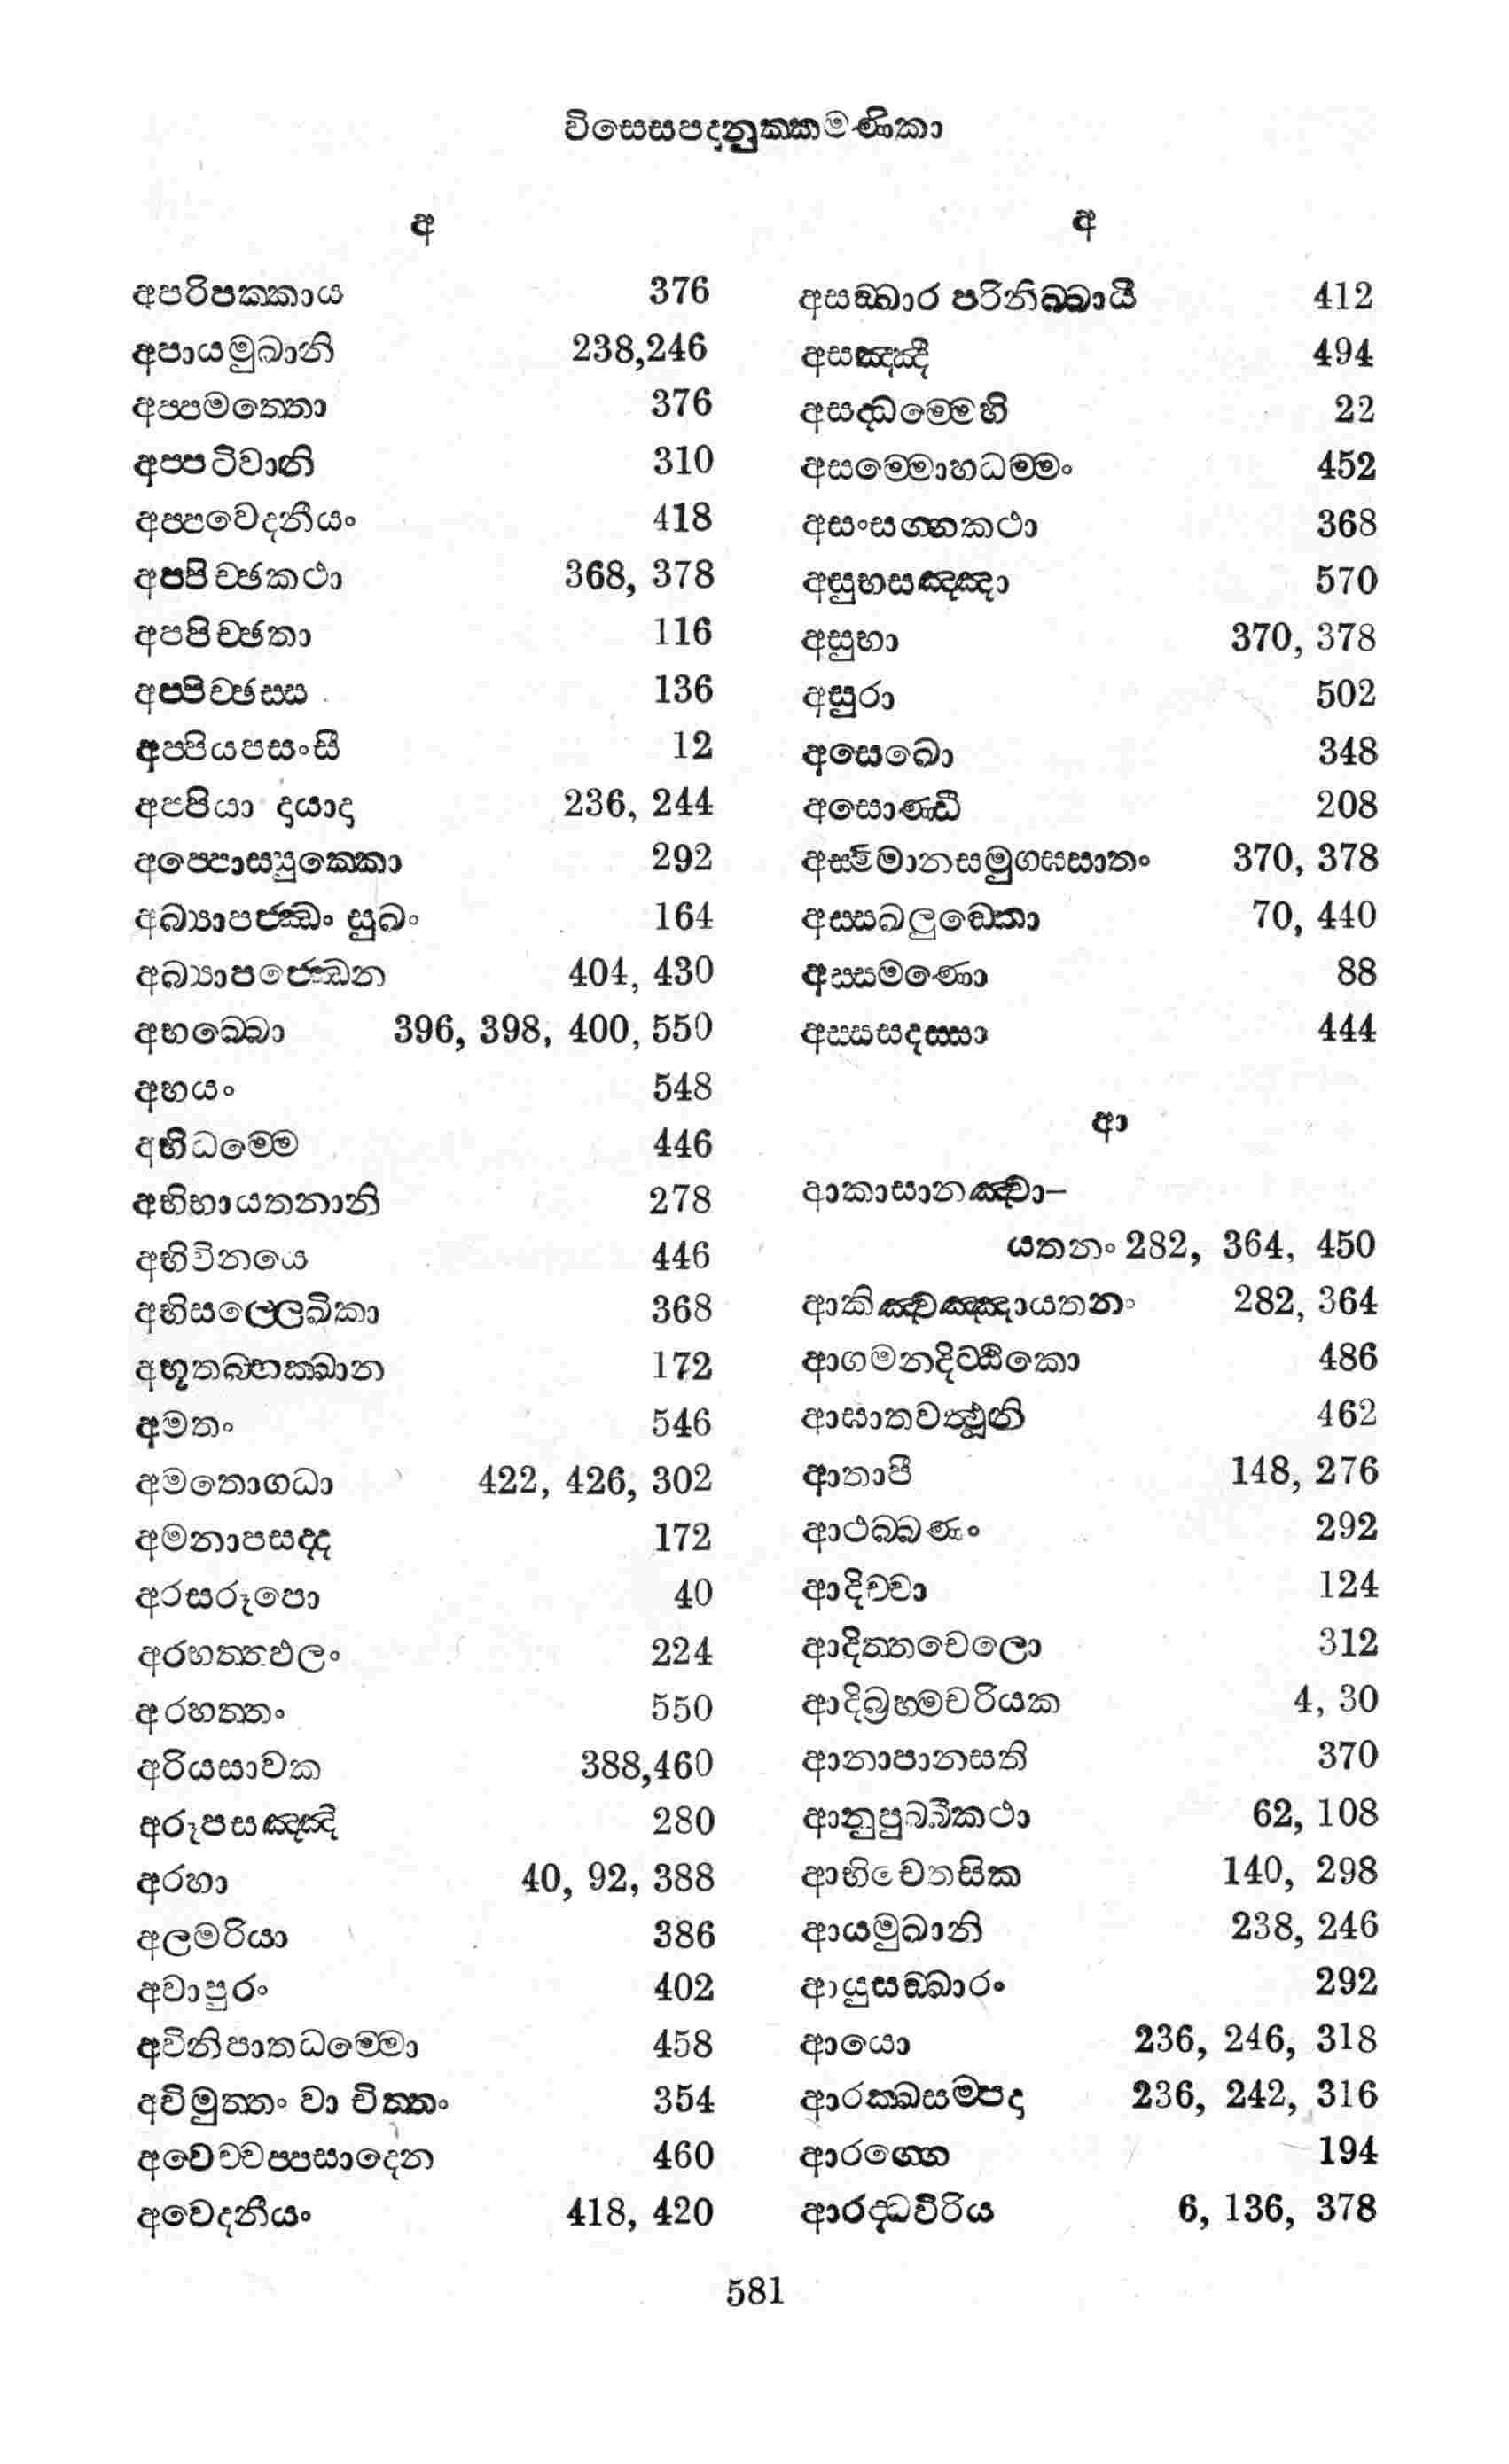 විසෙසපදානුක්කමණිකා
අ
අපරිපක්කාය 376
අපායමුඛානි 238,246
අප්පමත්තො 376
අප්පටිවානි 310
අප්පවෙදනීයං 418
අප්පිච්ඡකථා 368, 378
අපපිච්ඡතා 116
අප්පිච්ඡස්ස 136
අප්පියපසංසී 12
අපපියා දායාදා 236, 244
අප්පොස්සුක්කො 292
අබ්‍යාපජ්ඣං සුඛං 164
අබ්‍යාපජ්ඣෙන 404, 430
අභබ්බො 396, 398, 400, 550
අභයං 548
අභිධම්මෙ 446
අභිභායතනානි 278
අභිවිනයෙ 446
අභිසල්ලෙඛිකා 368
අභූතබ්භක්ඛාන 172
අමතං 546
අමතොගධා 422, 426, 302
අමනාපසද්ද 172
අරසරූපො 40
අරහත්තඵලං 224
අරහත්තං 550
අරියසාවක 388,460
අරූපසඤ්ඤි 280
අරහා 40, 92, 388
අලමරියා 386
අවාපුරං 402
අවිනිපාතධම්මො 458
අවිමුත්තං වා චිත්තං 354
අවෙච්චප්පසාදෙන 460
අවෙදනීයං 418, 420
අ
අසඞ්ඛාර පරිනිබ්බායී 412
අසඤ්ඤී 494
අසද්ධම්මෙහි 22
අසම්මොහධම්මං 452
අසංසග්ගකථා 368
අසුභසඤ්ඤා 570
අසුභා 370, 378
අසුරා 502
අසෙඛො 348
අසොණ්ඩී 208
අස්මිමානසමුග්ඝාතං 370, 378
අස්සඛලුඞ්කො 70, 440
අස්සමණො 88
අස්සසදස්සා 444
ආ
ආකාසානඤ්චා-
යතනං 282, 364, 450
ආකිඤ්චඤ්ඤායතනං 282, 364
ආගමනදිට්ඨිකො 486
ආඝාතවත්ථූනි 462
ආතාපී 148, 276
ආථබ්බණං 292
ආදිච්චා 124
ආදිත්තචෙලො 312
ආදිබ්‍රහ්මචරියක 4, 30
ආනාපානසති 370
ආනුපුබ්බීකථා 62, 108
ආභිචෙතසික 140, 298
ආයමුඛානි 238, 246
ආයුසඞ්ඛාරං 292
ආයො 236, 246, 318
ආරක්ඛසම්පදා 236, 242, 316
ආරග්ගෙ 194
ආරද්ධවිරිය 6, 136, 378
581